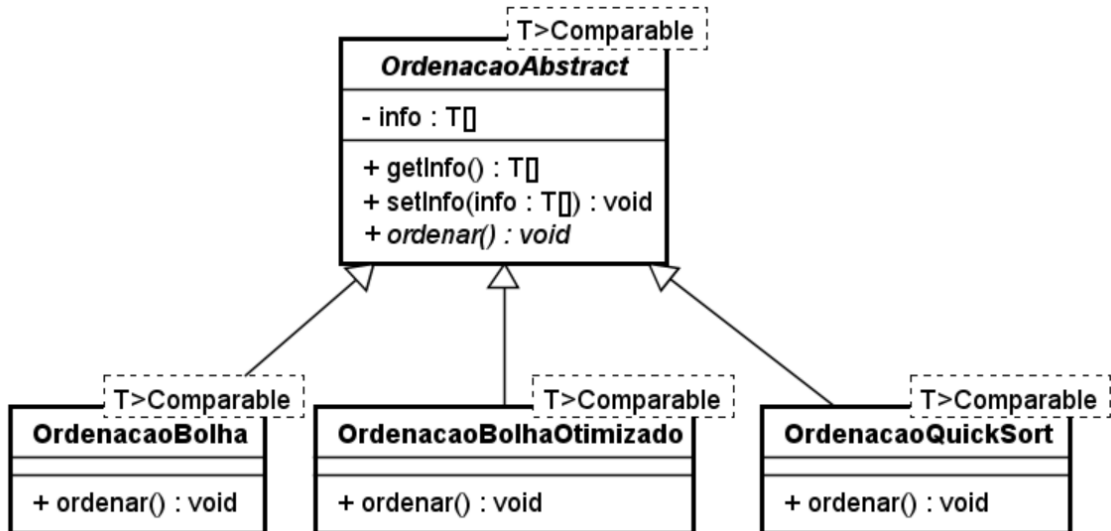 T>Comparable
OrdenacaoAbstract
- info : T[]
+ getInfo() : T[]
+ setInfo(info : T[]) : void
+ ordenar() : void
T>Comparable
OrdenacaoBolha
+ ordenar() : void
T>Comparable
OrdenacaoBolhaOtimizado
+ ordenar() : void
T>Comparable
OrdenacaoQuickSort
+ ordenar() : void